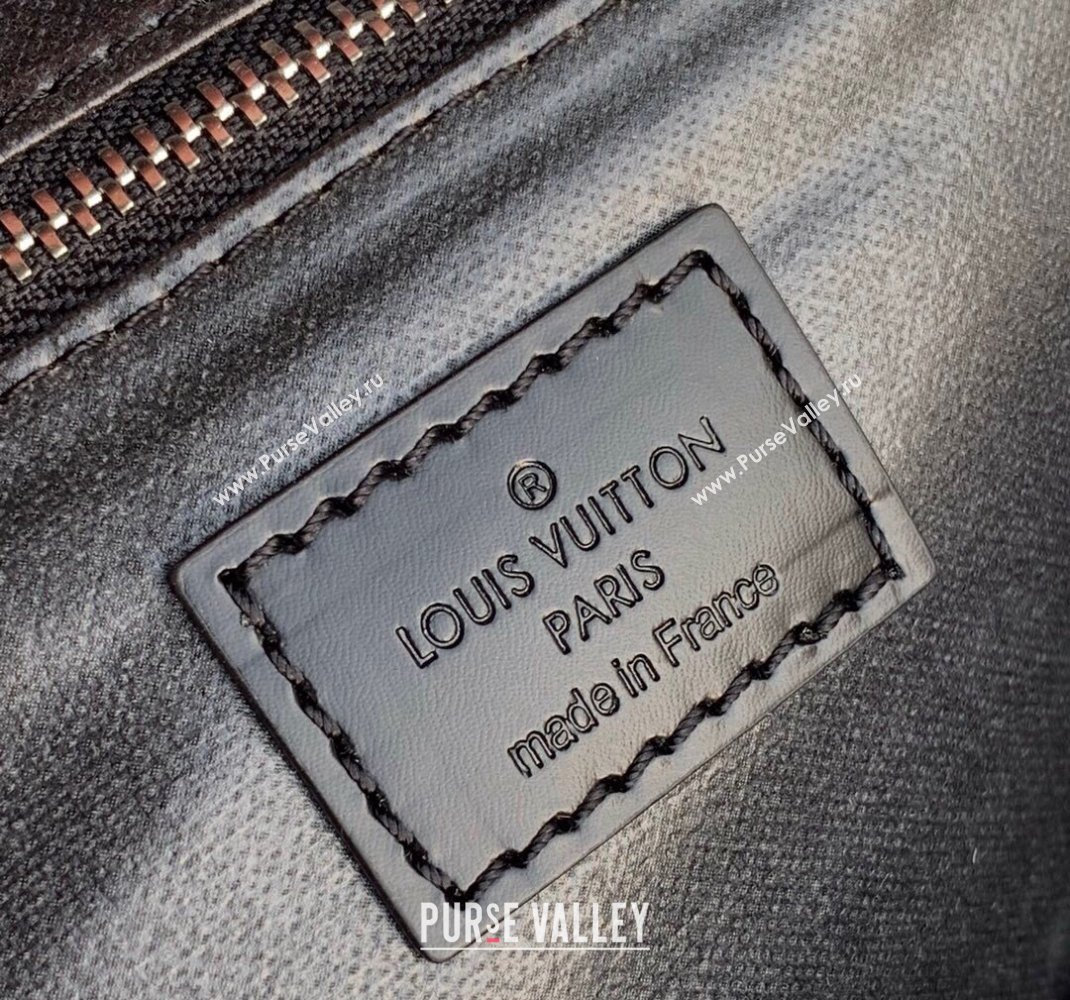 www.PurseValley.ru
www.PurseValley.ru
®
LOUIS VUITTON
PARIS
made in France
PURSE VALLEY